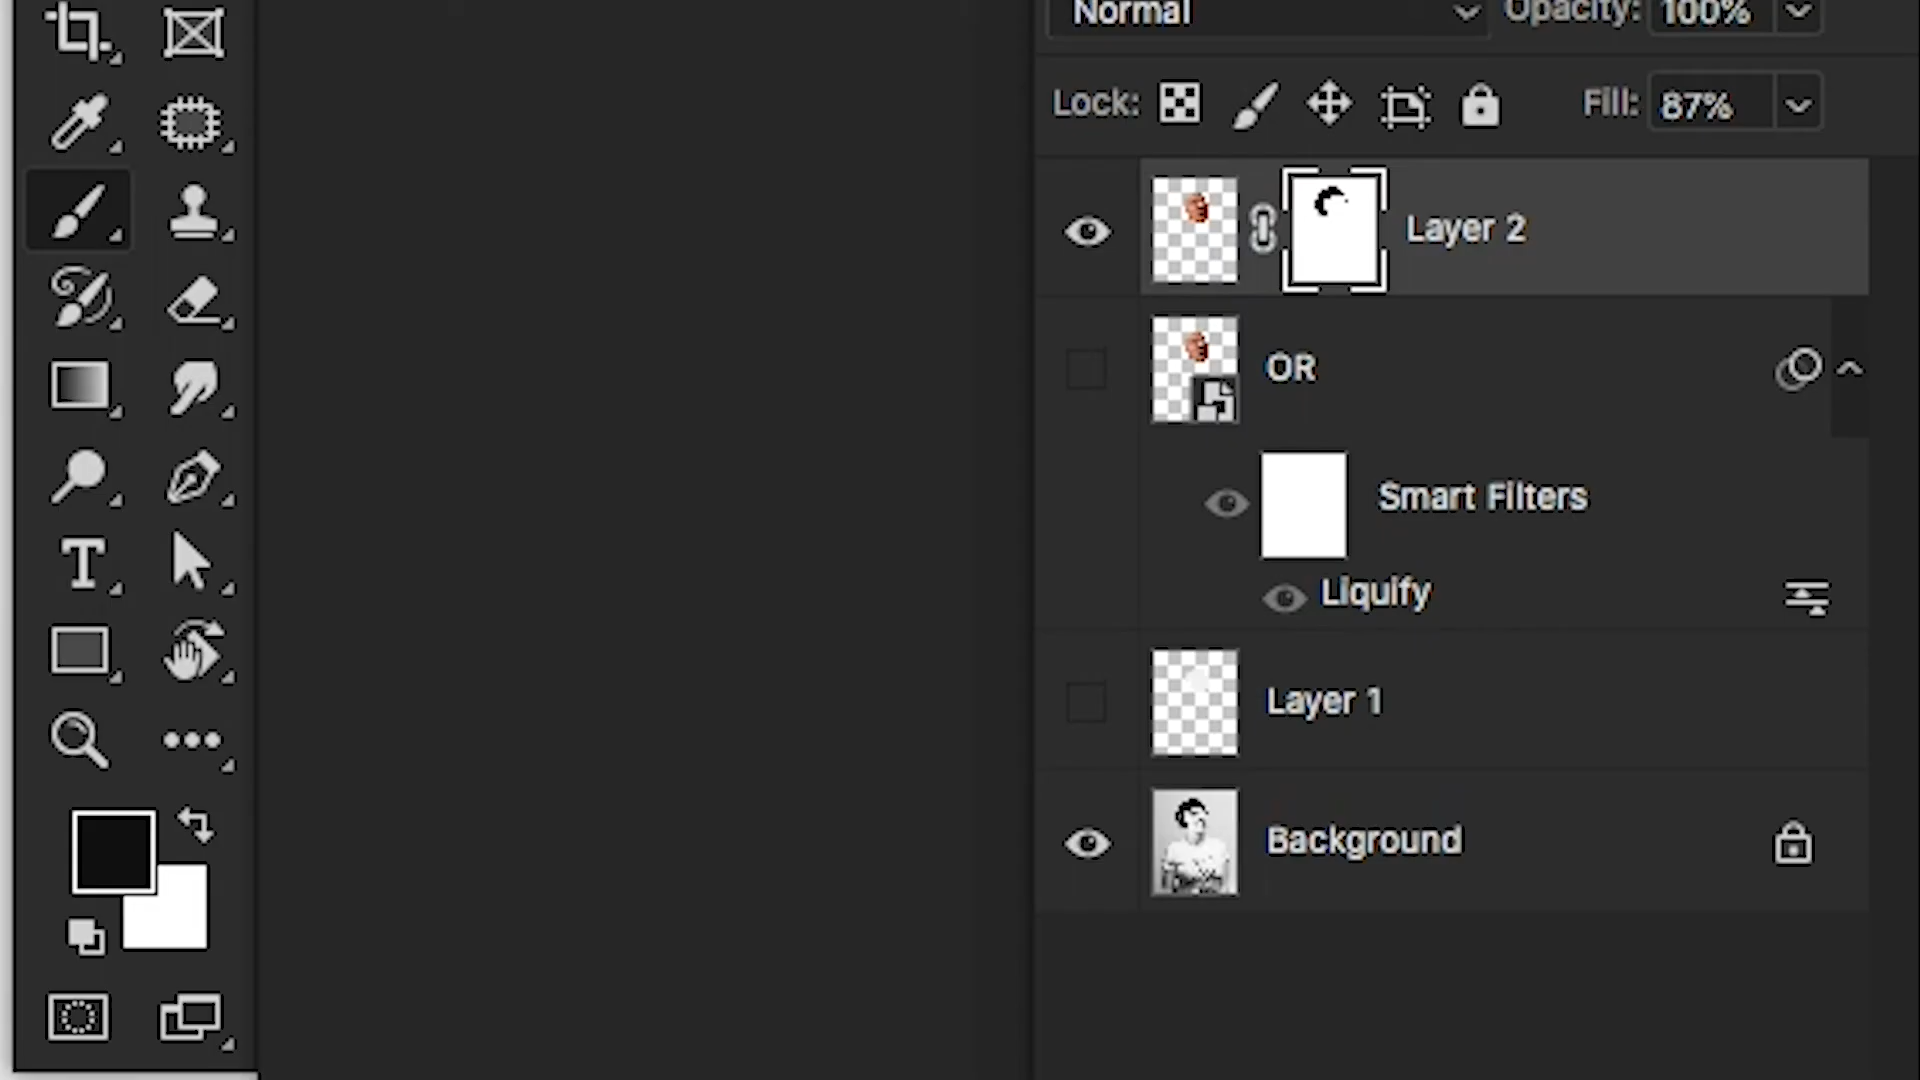 Normal
Opacity: 100%
Lock:
Fill: 87%
Layer 2
OR
Smart Filters
Liquify
Layer 1
Background